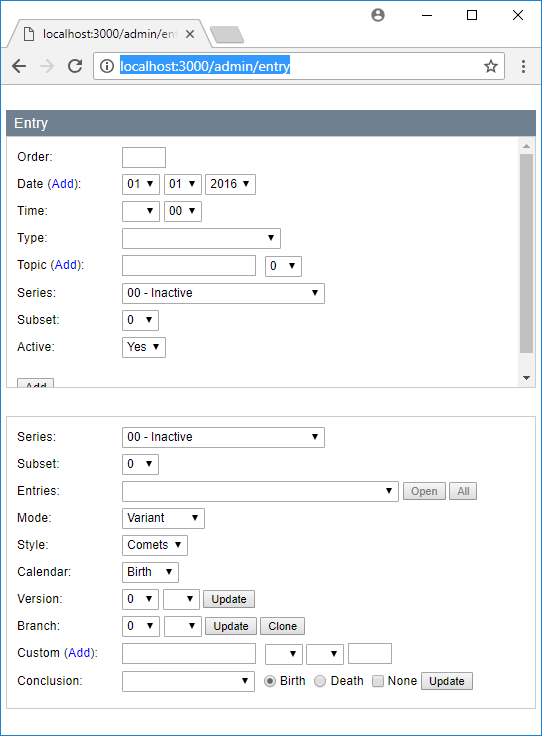 localhost:3000/admin/ent
localhost:3000/admin/entry
Entry
Order:
Date (Add): 01 01 2016
Time: 00
Type:
Topic (Add): 0
Series: 00 - Inactive
Subset: 0
Active: Yes
Add
Series: 00 - Inactive
Subset: 0
Entries: Open All
Mode: Variant
Style: Comets
Calendar: Birth
Version: 0 Update
Branch: 0 Update Clone
Custom (Add):
Conclusion: Birth Death None Update